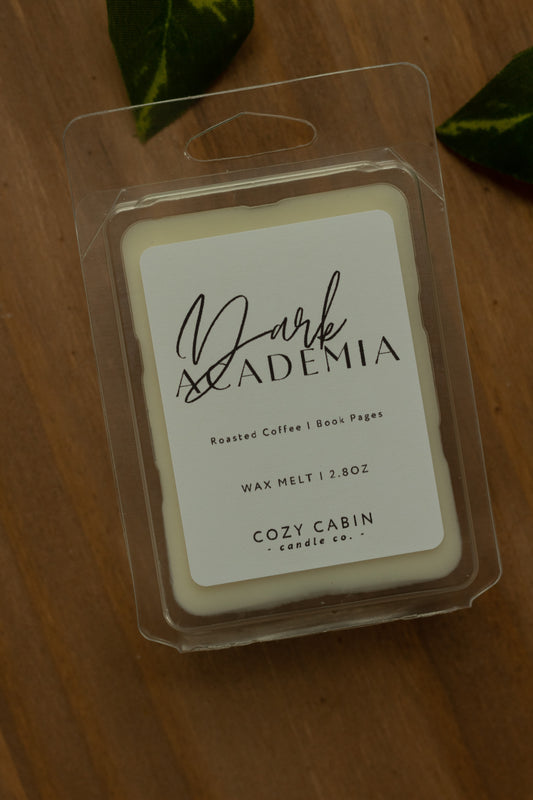 Dark
ACADEMIA
Roasted Coffee | Book Pages
WAX MELT | 2.8OZ
COZY CABIN
- candle co. -